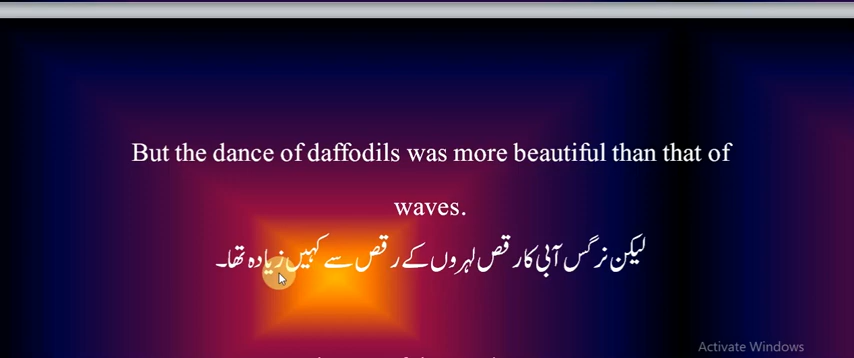 But the dance of daffodils was more beautiful than that of
waves.
لیکن نرگس آبی کا رقص لہروں کے رقص سے کہیں زیادہ تھا۔
Activate Windows